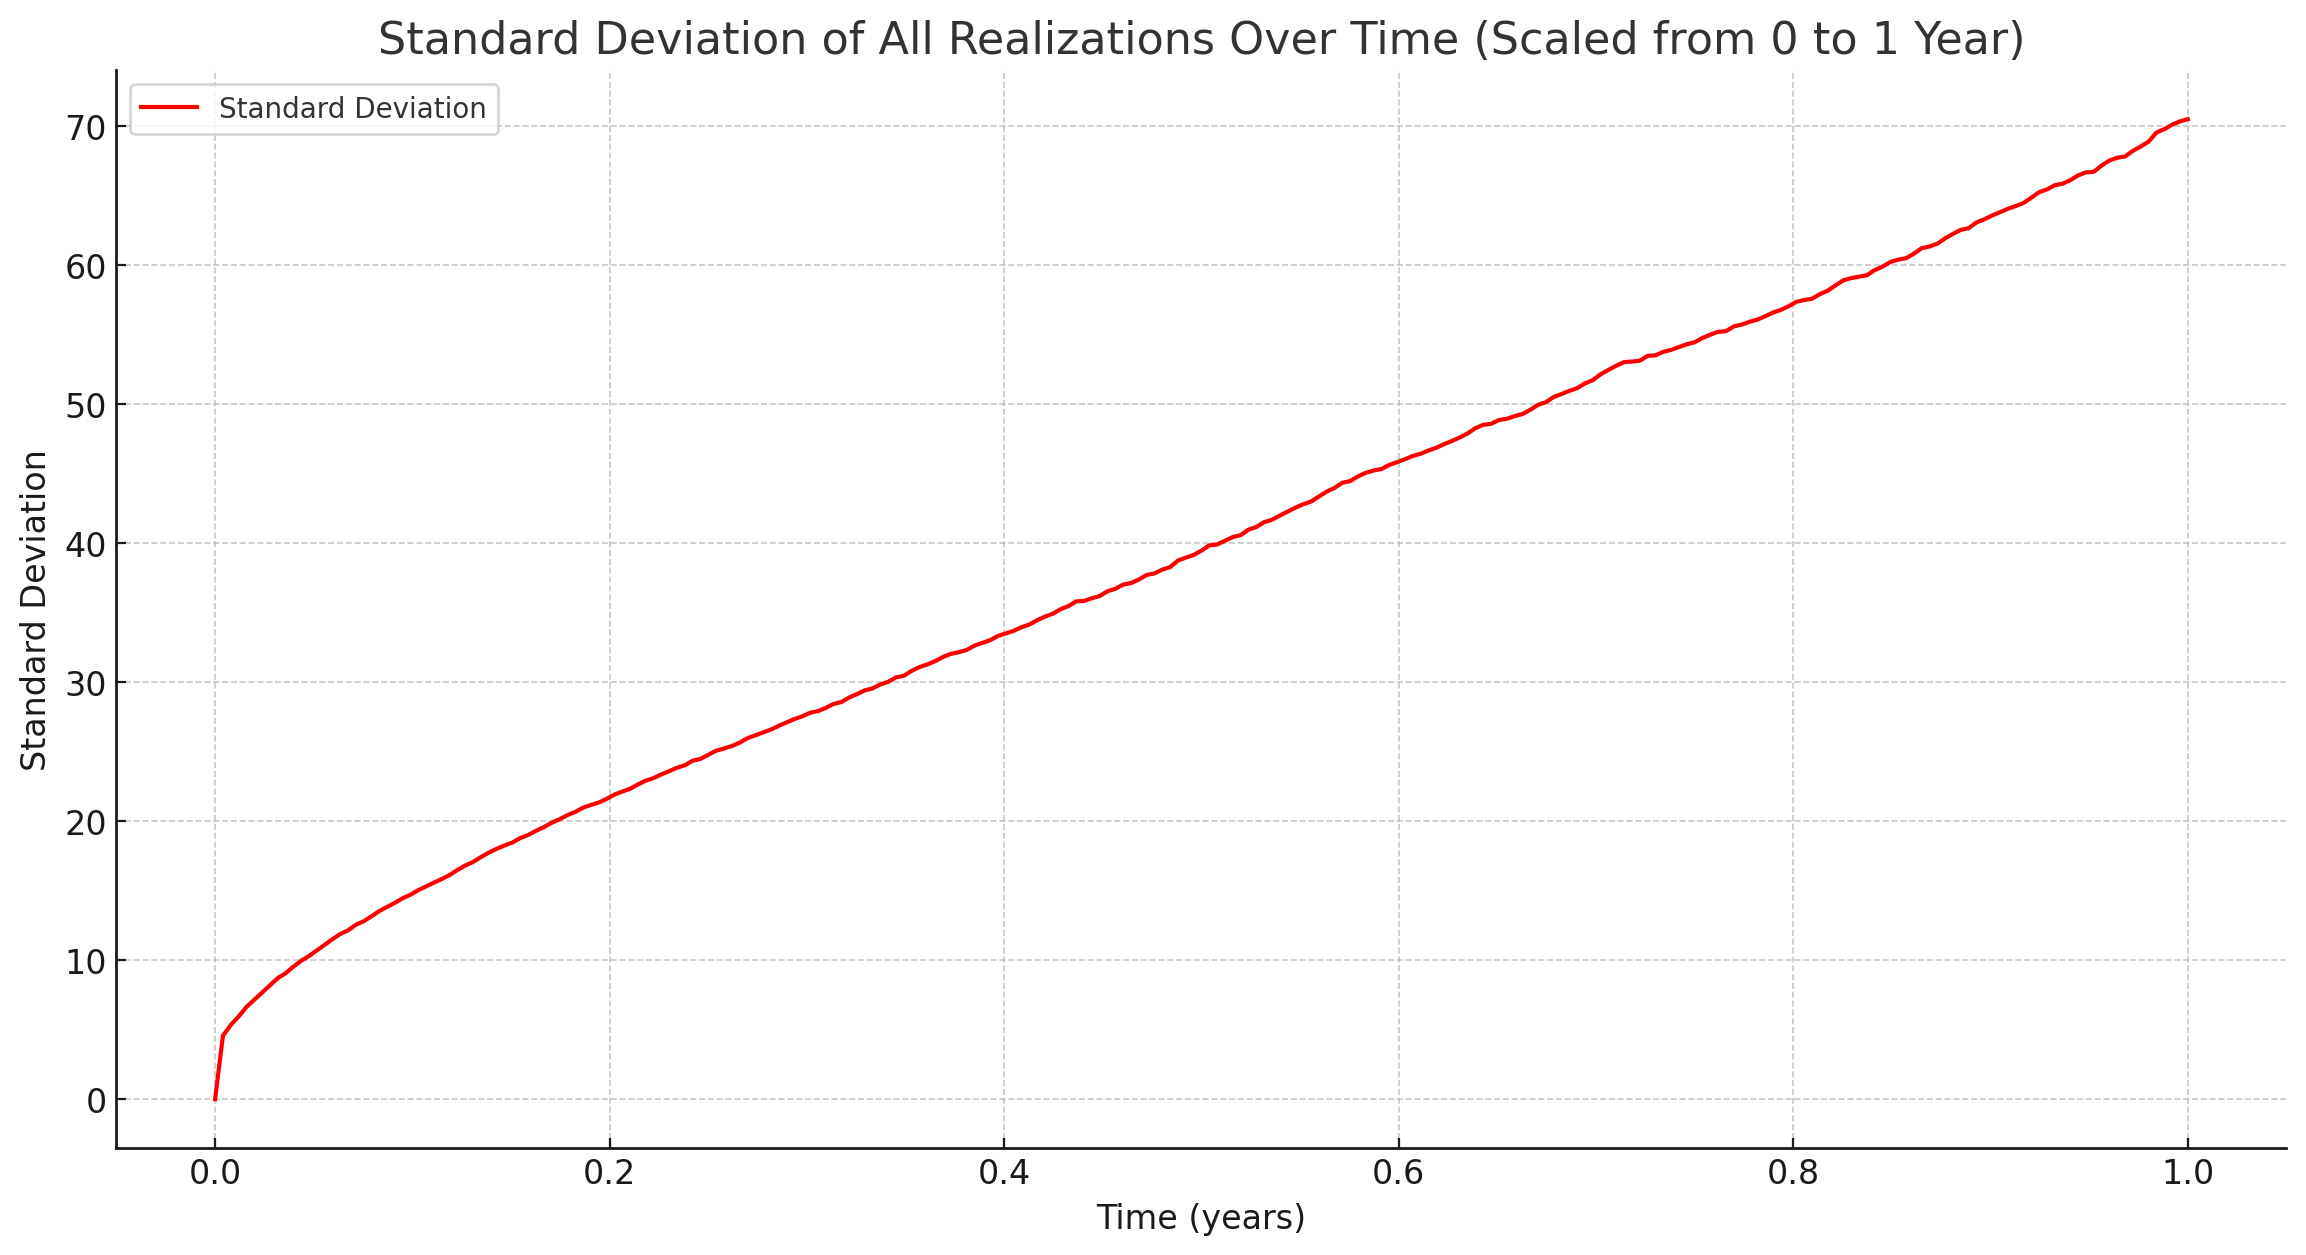 Standard Deviation of All Realizations Over Time (Scaled from 0 to 1 Year)
Standard Deviation
70
60
50
40
30
20
10
0
Standard Deviation
0.0 0.2 0.4 0.6 0.8 1.0
Time (years)